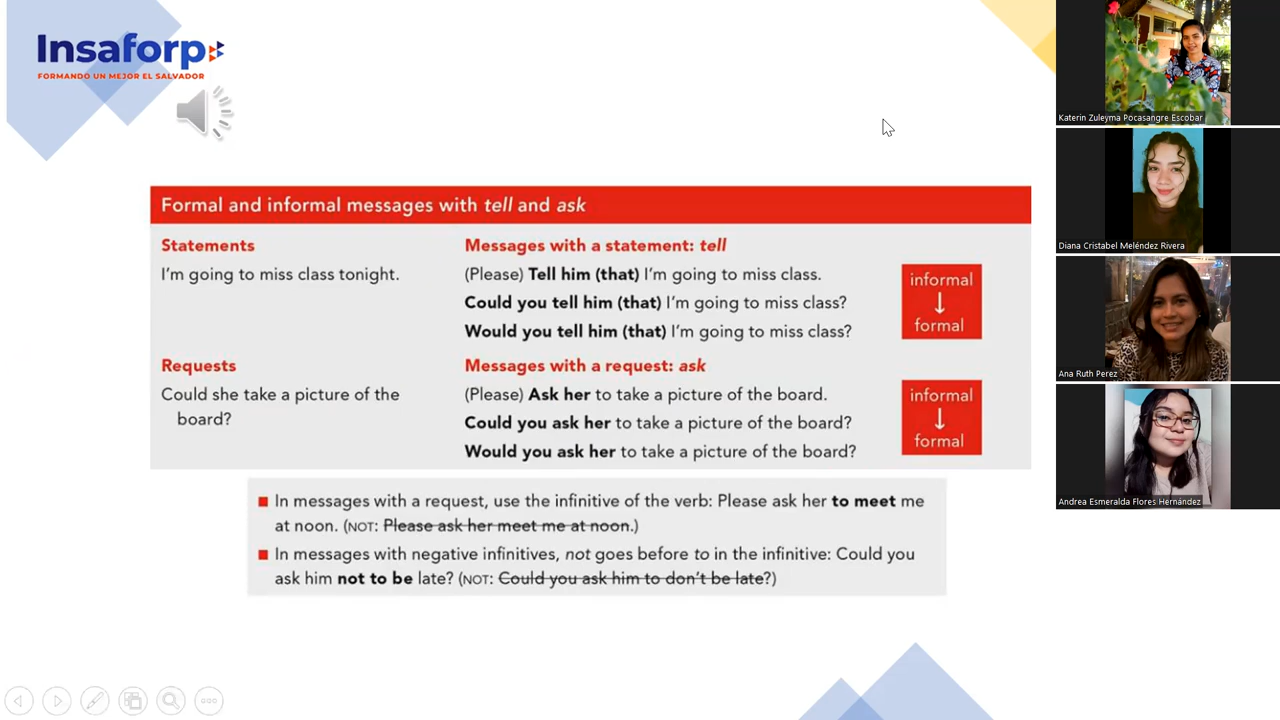 Insaforp
FORMANDO UN MEJOR EL SALVADOR
Formal and informal messages with tell and ask
Statements
I'm going to miss class tonight.
Messages with a statement: tell
(Please) Tell him (that) I'm going to miss class.
Could you tell him (that) I'm going to miss class?
Would you tell him (that) I'm going to miss class?
informal
↓
formal
Requests
Could she take a picture of the
board?
Messages with a request: ask
(Please) Ask her to take a picture of the board.
Could you ask her to take a picture of the board?
Would you ask her to take a picture of the board?
informal
↓
formal
■ In messages with a request, use the infinitive of the verb: Please ask her to meet me
at noon. (NOT: Please ask her meet me at noon.)
■ In messages with negative infinitives, not goes before to in the infinitive: Could you
ask him not to be late? (NOT: Could you ask him to don't be late?)
Katerin Zuleyma Pocasangre Escobar
Diana Cristabel Meléndez Rivera
Ana Ruth Perez
Andrea Esmeralda Flores Hernández